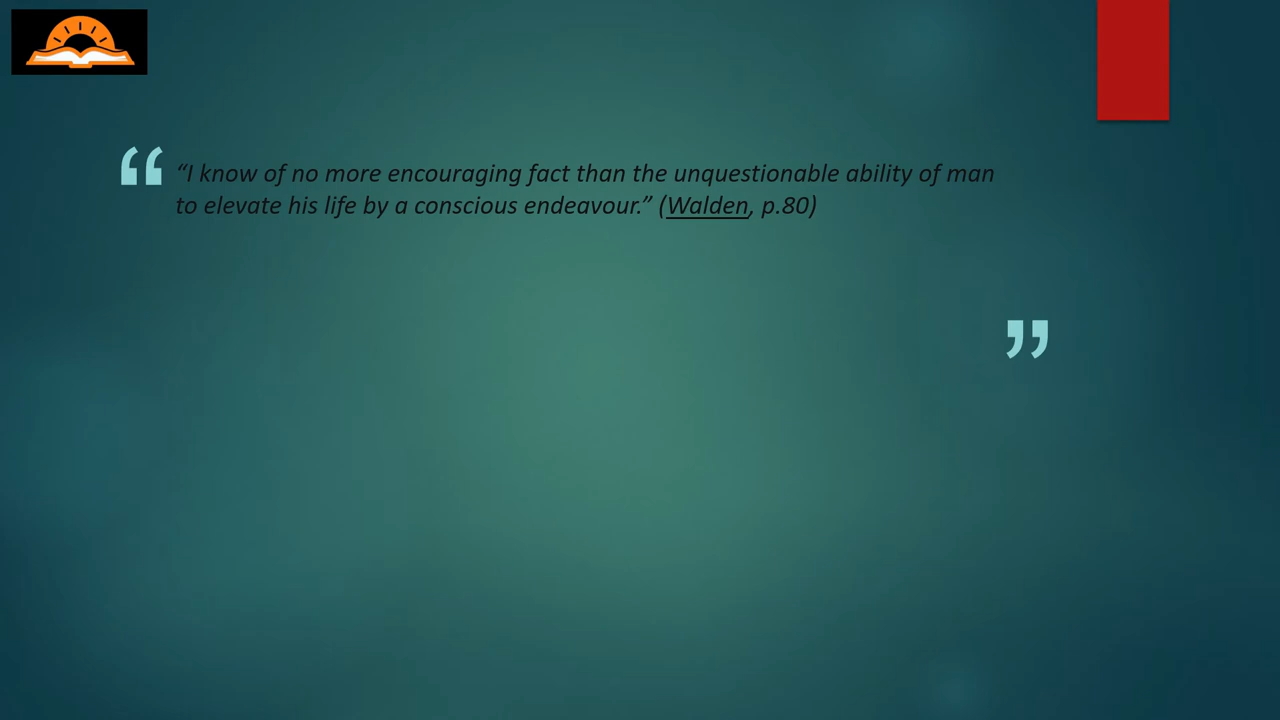 “I know of no more encouraging fact than the unquestionable ability of man
to elevate his life by a conscious endeavour.” (Walden, p.80)